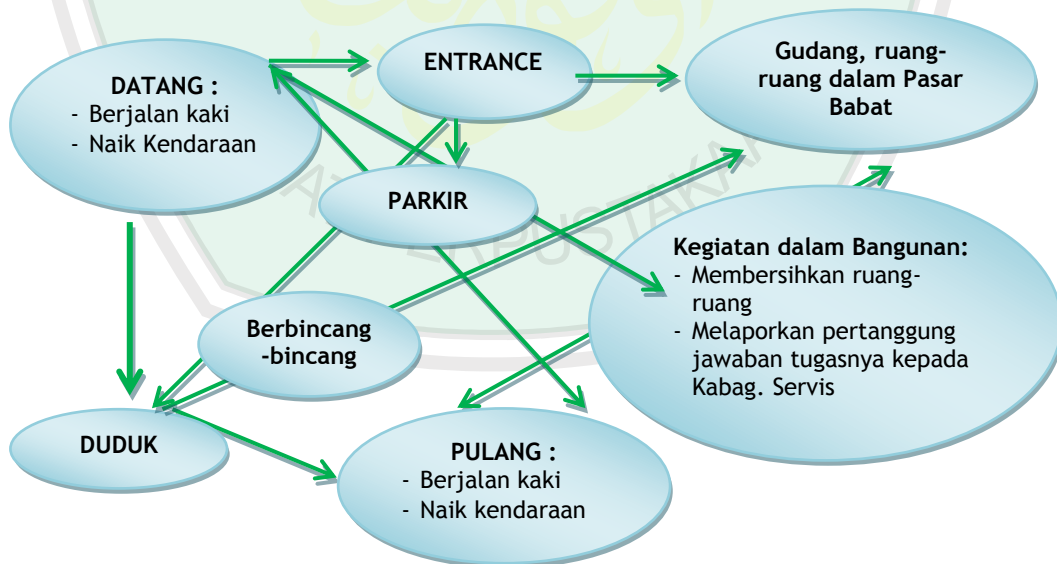 DATANG :
- Berjalan kaki
- Naik Kendaraan
ENTRANCE
Gudang, ruang-
ruang dalam Pasar
Babat
PARKIR
Kegiatan dalam Bangunan:
- Membersihkan ruang-
ruang
- Melaporkan pertanggung
jawaban tugasnya kepada
Kabag. Servis
Berbincang
-bincang
DUDUK
PULANG :
- Berjalan kaki
- Naik kendaraan